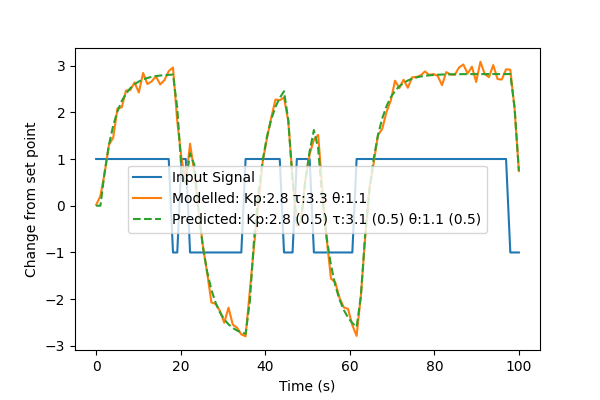 3
2
1
0
−1
−2
−3
Change from set point
Input Signal
Modelled: Kp:2.8 τ:3.3 θ:1.1
Predicted: Kp:2.8 (0.5) τ:3.1 (0.5) θ:1.1 (0.5)
0 20 40 60 80 100
Time (s)